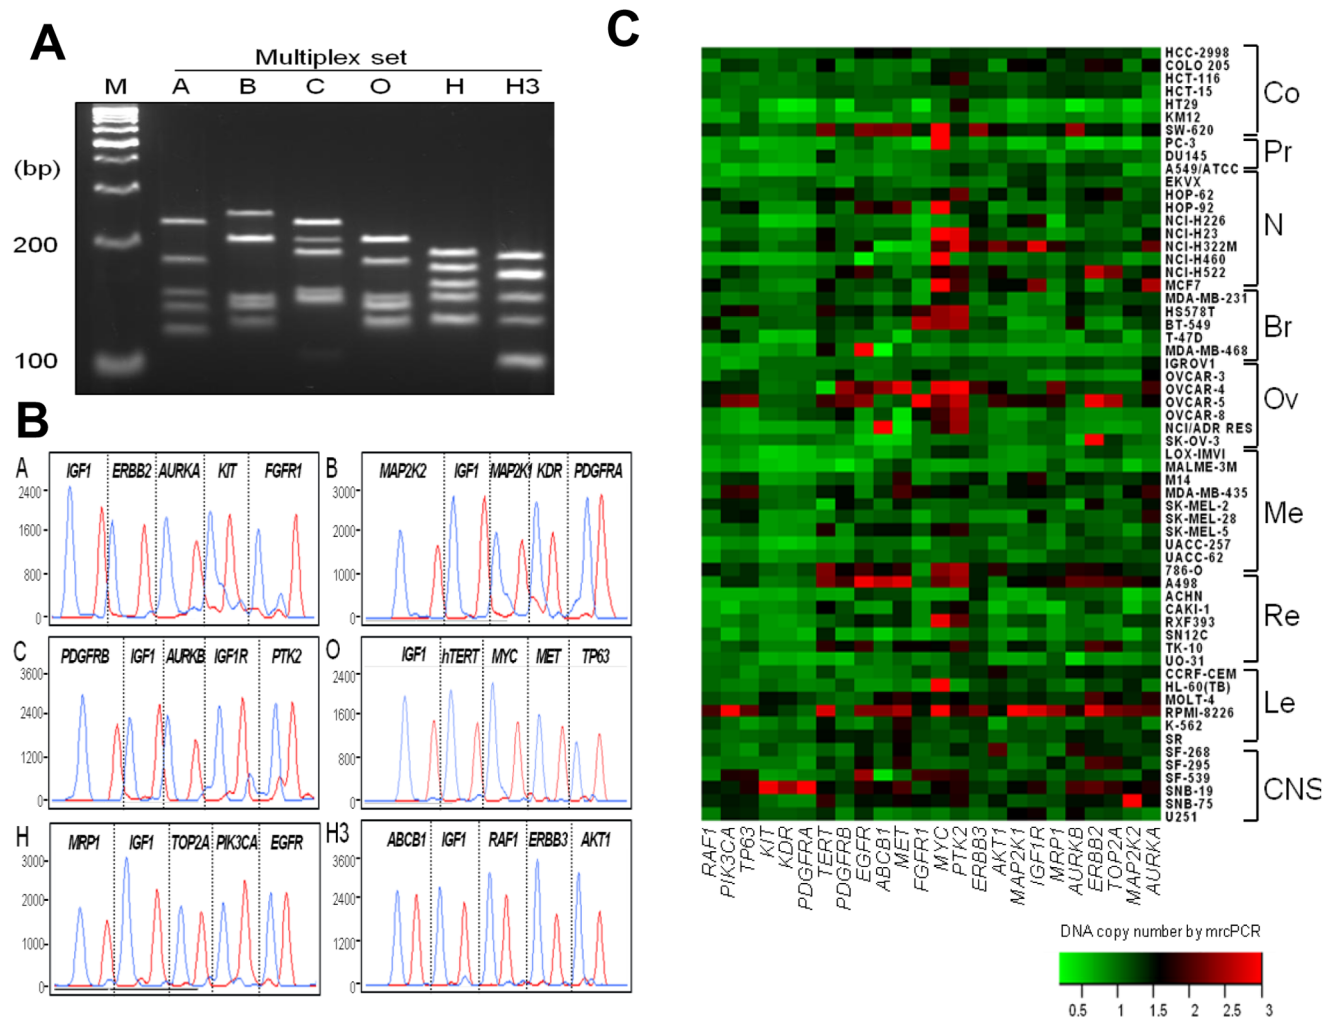 A
Multiplex set
M A B C O H H3
(bp)
200
100
B
A
IGF1 ERBB2 AURKA KIT FGFR1
2400
1600
800
0
B
MAP2K2 IGF1 MAP2K1 KDR PDGFRA
3000
2000
1000
0
C
PDGFRB IGF1 AURKB IGF1R PTK2
3600
2400
1200
0
O
IGF1 hTERT MYC MET TP63
2400
1600
800
0
H
MRP1 IGF1 TOP2A PIK3CA EGFR
3000
2000
1000
0
H3
ABCB1 IGF1 RAF1 ERBB3 AKT1
3600
2400
1200
0
C
HCC-2998
COLO 205
HCT-116
HCT-15
HT29
KM12
SW-620
PC-3
DU145
A549/ATCC
EKVX
HOP-62
HOP-92
NCI-H226
NCI-H23
NCI-H322M
NCI-H460
NCI-H522
MCF7
MDA-MB-231
HS578T
BT-549
T-47D
MDA-MB-468
IGROV1
OVCAR-3
OVCAR-4
OVCAR-5
OVCAR-8
NCI/ADR RES
SK-OV-3
LOX-IMVI
MALME-3M
M14
MDA-MB-435
SK-MEL-2
SK-MEL-28
SK-MEL-5
UACC-257
UACC-62
786-O
A498
ACHN
CAKI-1
RXF393
SN12C
TK-10
UO-31
CCRF-CEM
HL-60(TB)
MOLT-4
RPMI-8226
K-562
SR
SF-268
SF-295
SF-539
SNB-19
SNB-75
U251
Co
Pr
N
Br
Ov
Me
Re
Le
CNS
RAF1
PIK3CA
TP63
KIT
KDR
PDGFRA
TERT
PDGFRB
EGFR
ABCB1
MET
FGFR1
MYC
PTK2
ERBB3
AKT1
MAP2K1
IGF1R
MRP1
AURKB
ERBB2
TOP2A
MAP2K2
AURKA
DNA copy number by mrcPCR
0.5 1 1.5 2 2.5 3